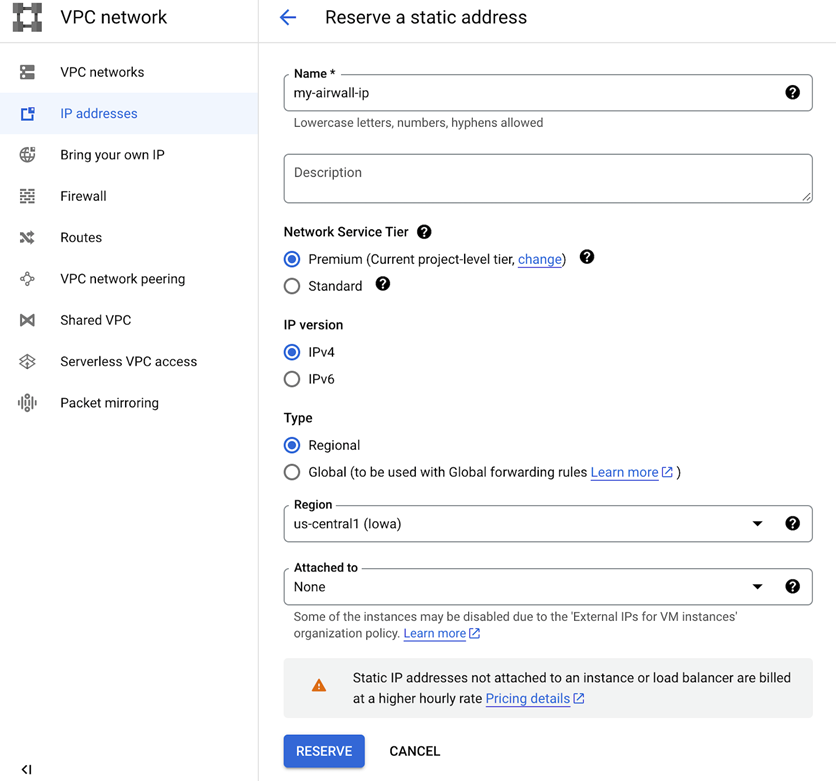 VPC network
Reserve a static address
VPC networks
IP addresses
Bring your own IP
Firewall
Routes
VPC network peering
Shared VPC
Serverless VPC access
Packet mirroring
Name *
my-airwall-ip
Lowercase letters, numbers, hyphens allowed
Description
Network Service Tier
Premium (Current project-level tier, change)
Standard
IP version
IPv4
IPv6
Type
Regional
Global (to be used with Global forwarding rules Learn more )
Region
us-central1 (Iowa)
Attached to
None
Some of the instances may be disabled due to the 'External IPs for VM instances'
organization policy. Learn more
Static IP addresses not attached to an instance or load balancer are billed
at a higher hourly rate Pricing details
RESERVE CANCEL